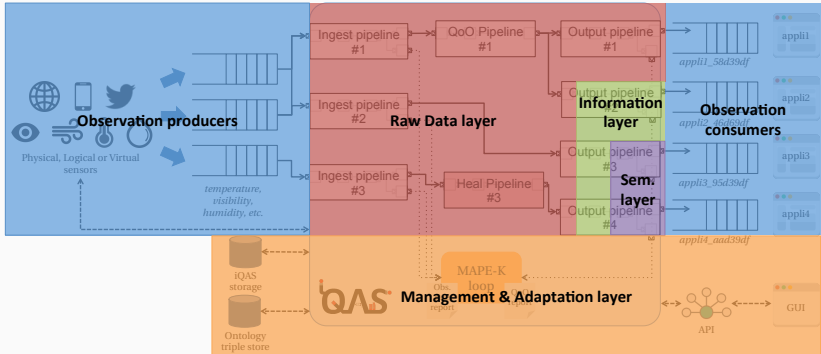 Ingest pipeline
#1
QoO Pipeline
#1
Output pipeline
#1
appli1_58d39df
appli1
Observation producers
Physical, Logical or Virtual
sensors
Ingest pipeline
#2
Raw Data layer
Output pipeline
#2
Information
layer
Observation
consumers
appli2_46d69df
appli2
temperature,
visibility,
humidity, etc.
Ingest pipeline
#3
Heal Pipeline
#3
Output pipeline
#3
Sem.
layer
appli3_95d39df
appli3
Output pipeline
#4
appli4_aad39df
appli4
iQAS
storage
Ontology
triple store
iQAS
MAPE-K
loop
Obs.
report
QoO
report
Management & Adaptation layer
API
GUI